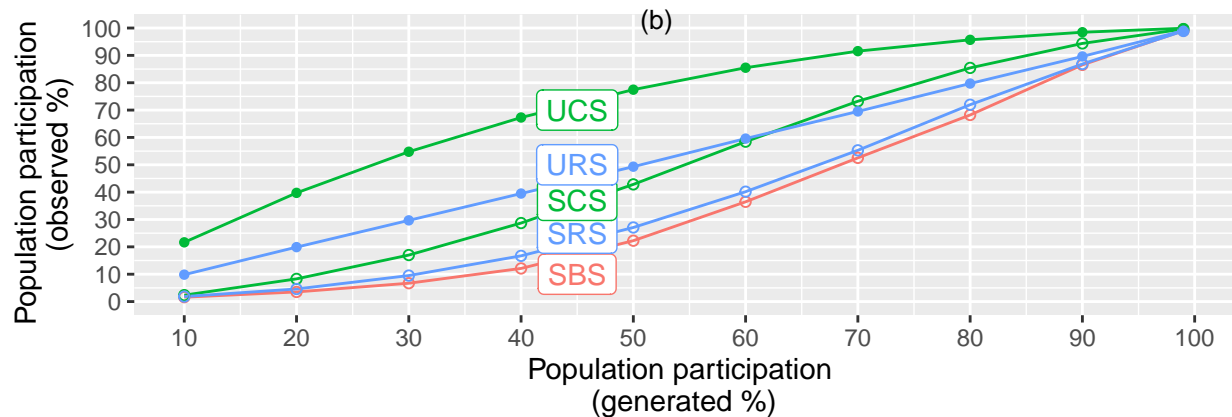 (b)
Population participation
(observed %)
100
90
80
70
60
50
40
30
20
10
0
UCS
URS
SCS
SRS
SBS
10 20 30 40 50 60 70 80 90 100
Population participation
(generated %)